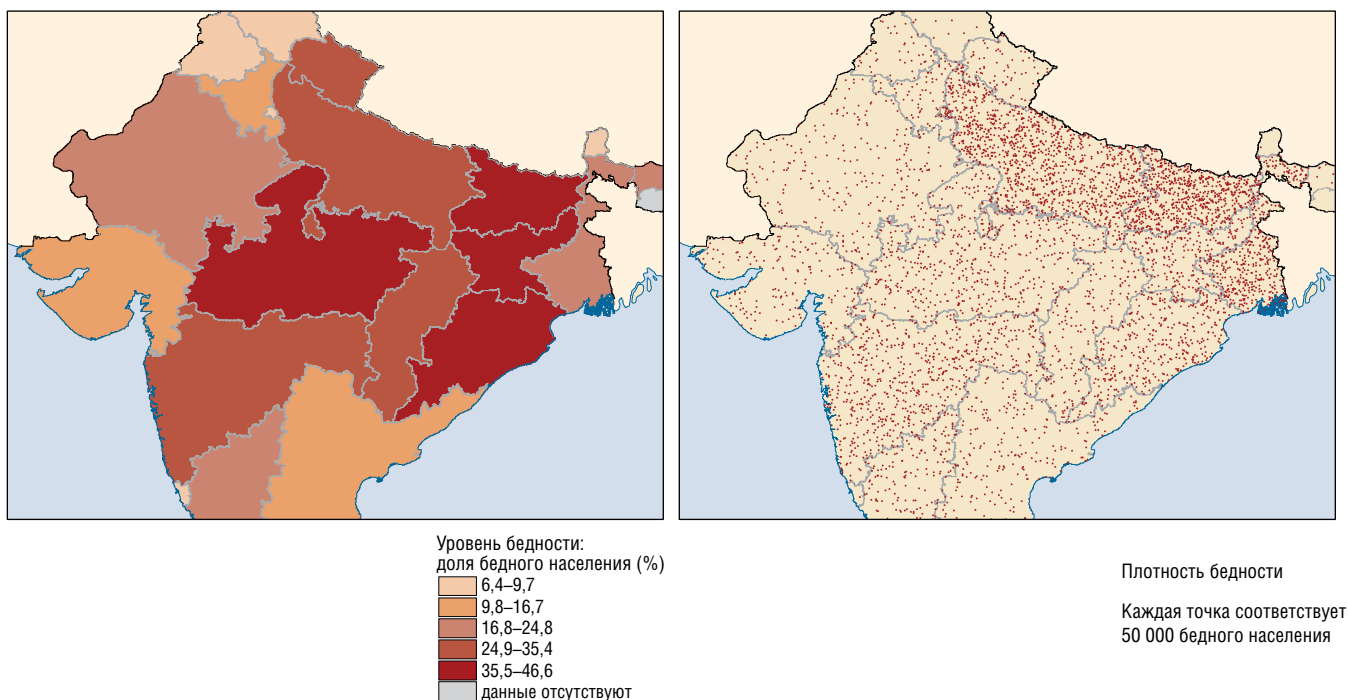 Уровень бедности:
доля бедного населения (%)
6,4–9,7
9,8–16,7
16,8–24,8
24,9–35,4
35,5–46,6
данные отсутствуют
Плотность бедности
Каждая точка соответствует
50 000 бедного населения